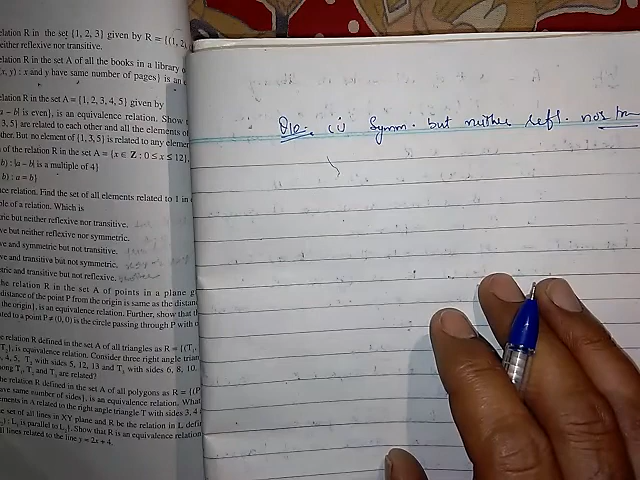 elation R in the set {1, 2, 3} given by R = {(1, 2),
either reflexive nor transitive.
elation R in the set A of all the books in a library o
x, y) : x and y have same number of pages} is an e
elation R in the set A = {1, 2, 3, 4, 5} given by
a – b| is even}, is an equivalence relation. Show
3, 5} are related to each other and all the elements of
ther. But no element of {1, 3, 5} is related to any elemen
of the relation R in the set A = {x ∈ Z : 0 ≤ x ≤ 12}
b) : |a – b| is a multiple of 4}
b) : a = b}
nce relation. Find the set of all elements related to 1 in
ple of a relation. Which is
ric but neither reflexive nor transitive.
ve but neither reflexive nor symmetric.
ve and symmetric but not transitive.
ve and transitive but not symmetric.
tric and transitive but not reflexive.
he relation R in the set A of points in a plane g
distance of the point P from the origin is same as the distanc
the origin}, is an equivalence relation. Further, show that t
ated to a point P ≠ (0, 0) is the circle passing through P with o
e relation R defined in the set A of all triangles as R = {(T₁,
T₂}, is equivalence relation. Consider three right trian
, 4, 5, T₂ with sides 5, 12, 13 and T₃ with sides 6, 8, 10.
ong T₁, T₂ and T₃ are related?
he relation R defined in the set A of all polygons as R = {(P
ave same number of sides}, is an equivalence relation. What
ements in A related to the right angle triangle T with sides 3, 4
e set of all lines in XY plane and R be the relation in L defin
) : L₁ is parallel to L₂}. Show that R is an equivalence relation
ll lines related to the line y = 2x + 4.
Q10. (i) Symm. but neither refl. nor tra